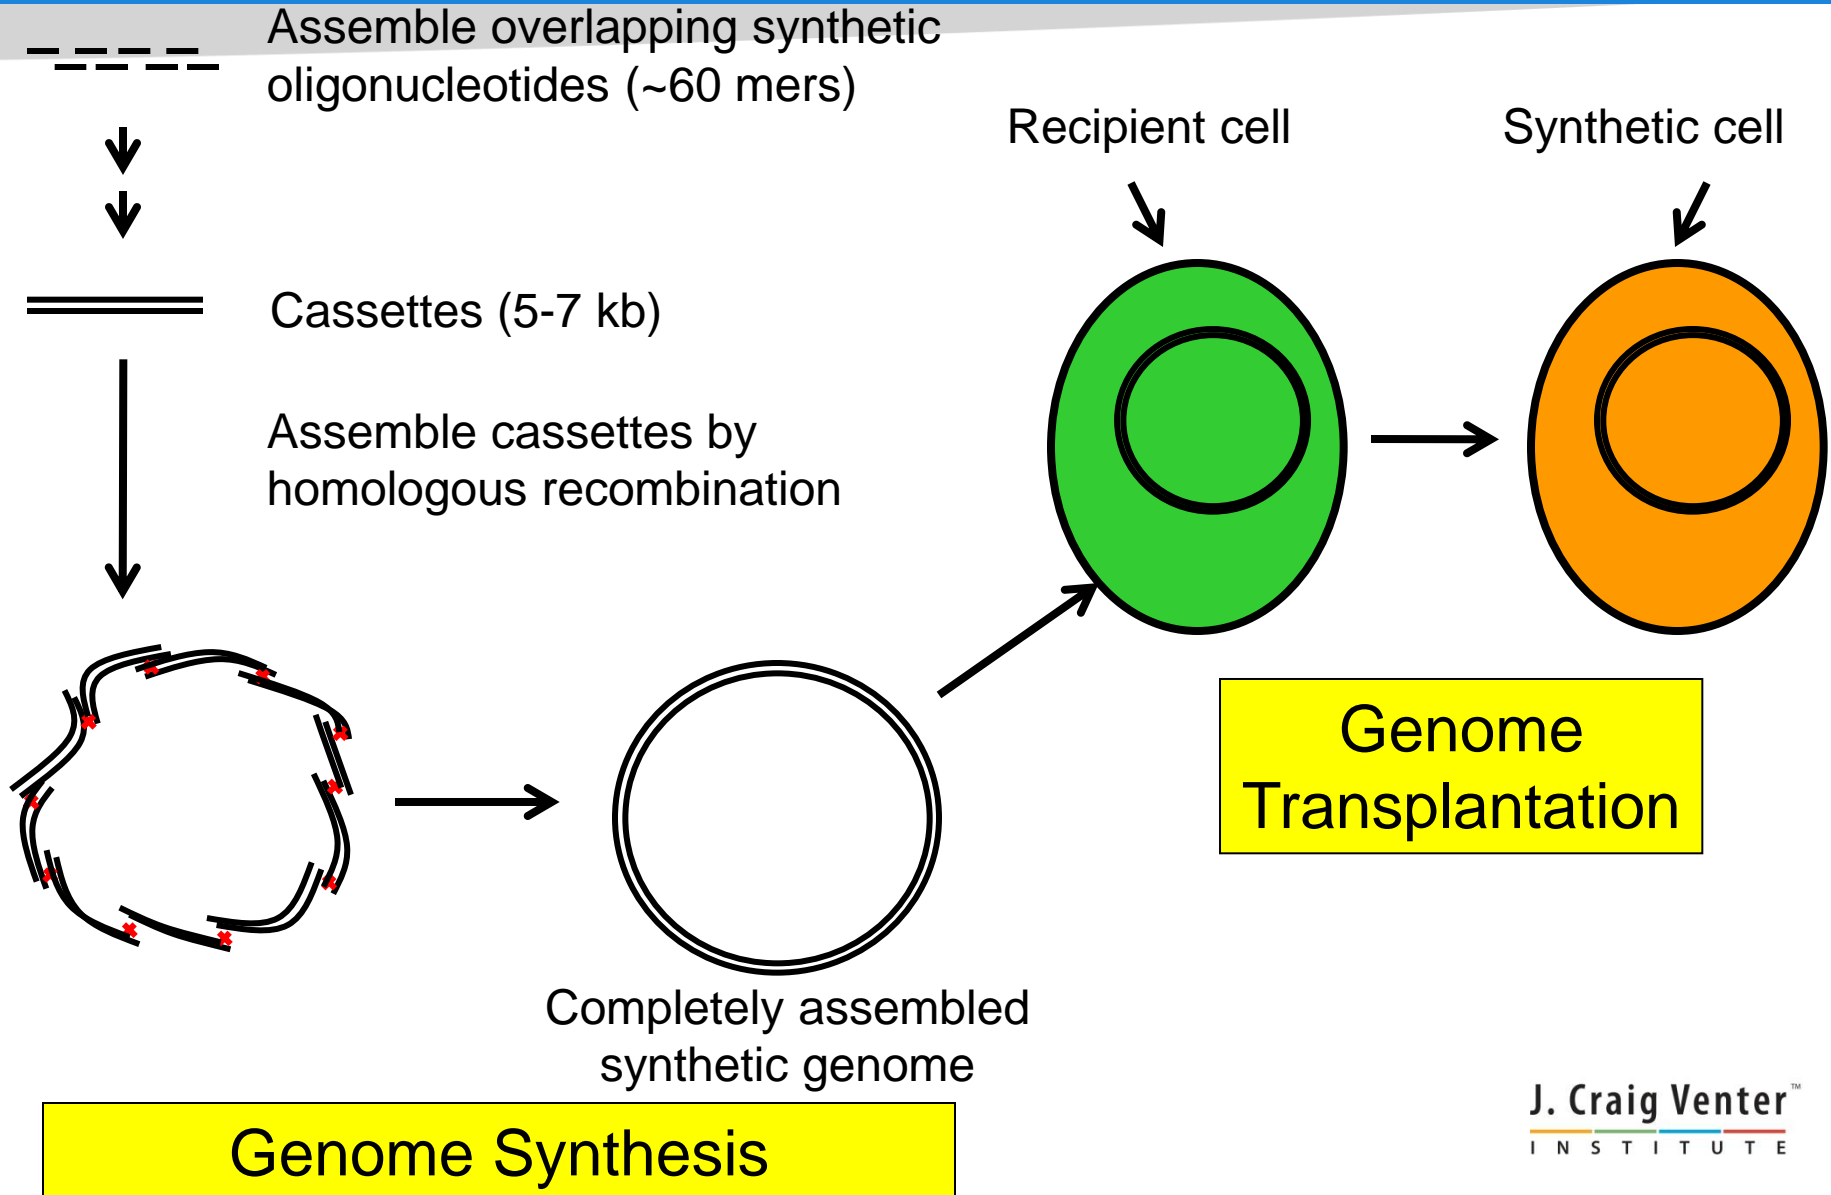 Assemble overlapping synthetic
oligonucleotides (~60 mers)
Recipient cell
Synthetic cell
Cassettes (5-7 kb)
Assemble cassettes by
homologous recombination
Genome
Transplantation
Completely assembled
synthetic genome
Genome Synthesis
J. Craig Venter™
INSTITUTE